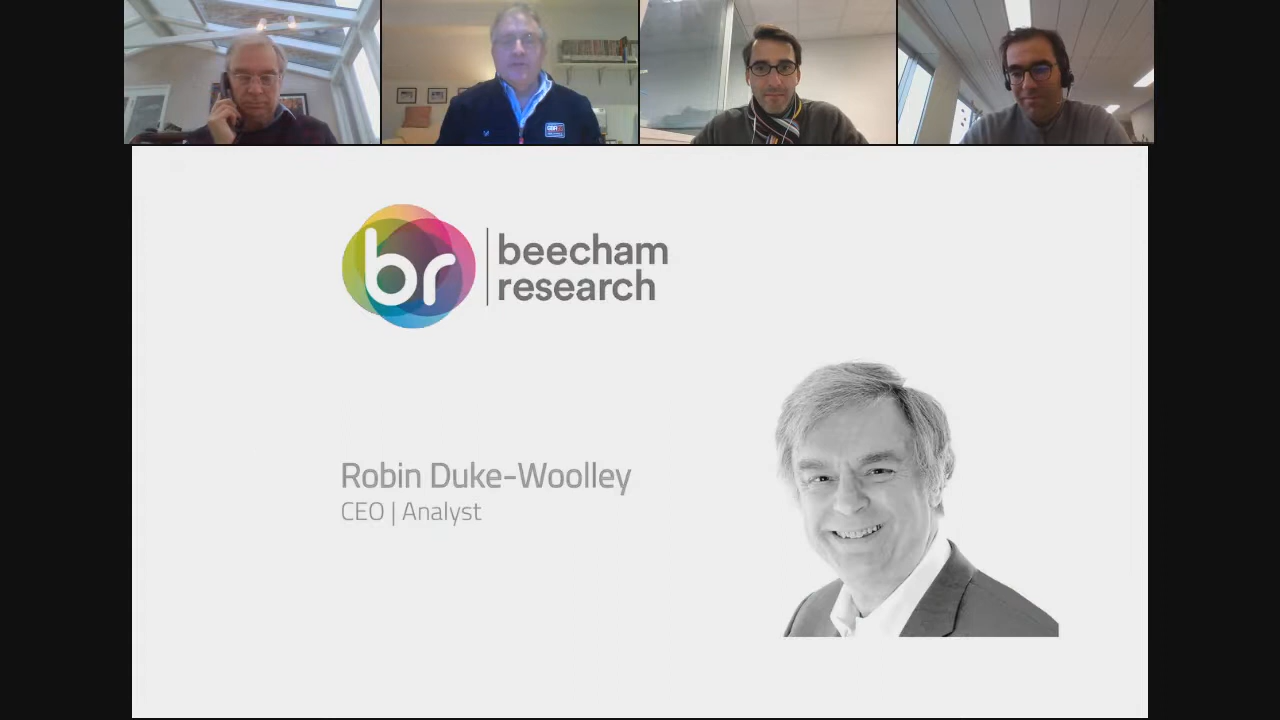 br
beecham
research
Robin Duke-Woolley
CEO | Analyst